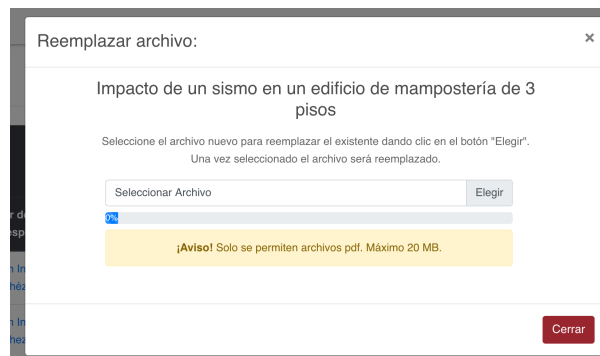 Reemplazar archivo:
×
Impacto de un sismo en un edificio de mampostería de 3
pisos
Seleccione el archivo nuevo para reemplazar el existente dando clic en el botón "Elegir".
Una vez seleccionado el archivo será reemplazado.
Seleccionar Archivo
Elegir
0%
¡Aviso! Solo se permiten archivos pdf. Máximo 20 MB.
Cerrar